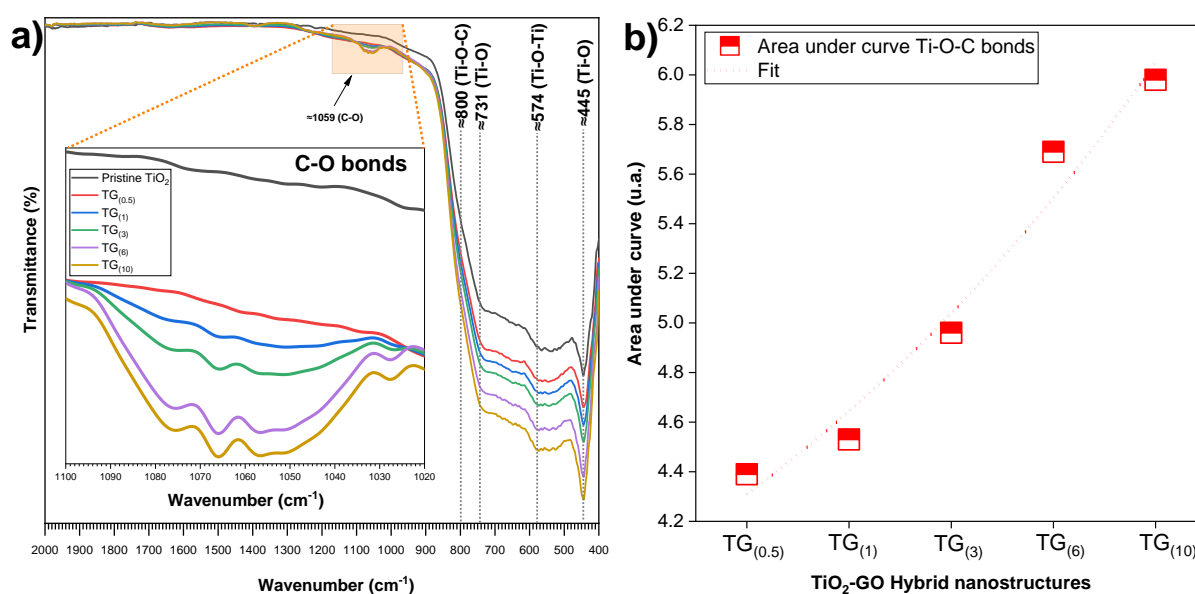 a)
≈800 (Ti-O-C)
≈731 (Ti-O)
≈574 (Ti-O-Ti)
≈445 (Ti-O)
≈1059 (C-O)
C-O bonds
Pristine TiO₂
TG₍₀.₅₎
TG₍₁₎
TG₍₃₎
TG₍₆₎
TG₍₁₀₎
1100 1090 1080 1070 1060 1050 1040 1030 1020
Wavenumber (cm⁻¹)
Transmittance (%)
2000 1900 1800 1700 1600 1500 1400 1300 1200 1100 1000 900 800 700 600 500 400
Wavenumber (cm⁻¹)
b)
Area under curve Ti-O-C bonds
Fit
6.2
6.0
5.8
5.6
5.4
5.2
5.0
4.8
4.6
4.4
4.2
Area under curve (u.a.)
TG₍₀.₅₎ TG₍₁₎ TG₍₃₎ TG₍₆₎ TG₍₁₀₎
TiO₂-GO Hybrid nanostructures